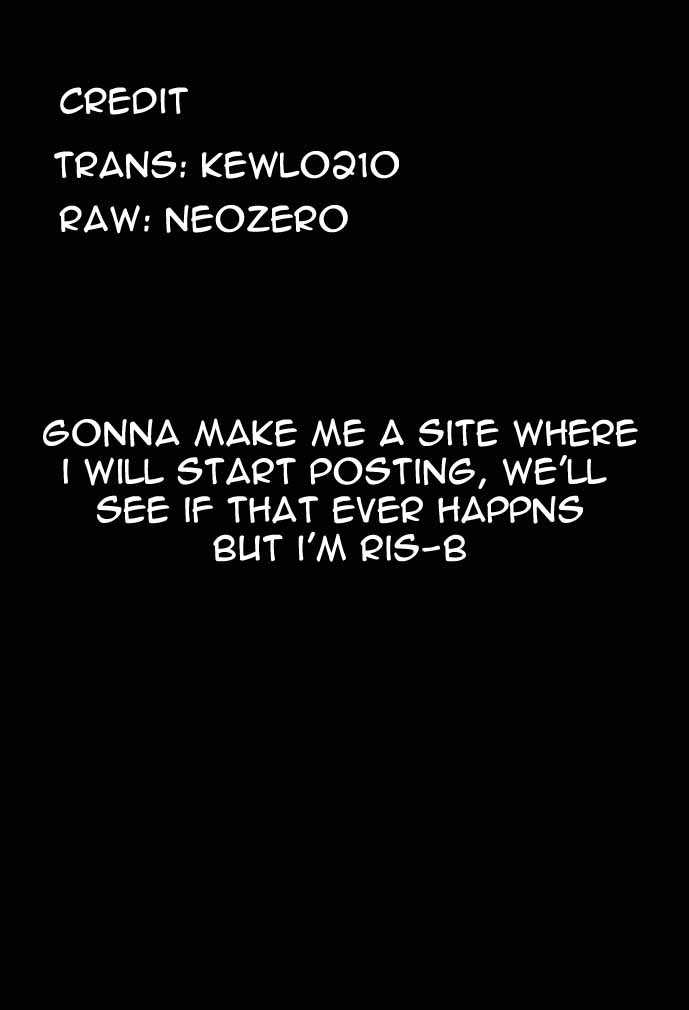 CREDIT
TRANS: KEWL0210
RAW: NEOZERO
GONNA MAKE ME A SITE WHERE
I WILL START POSTING, WE'LL
SEE IF THAT EVER HAPPNS
BUT I'M RIS-B